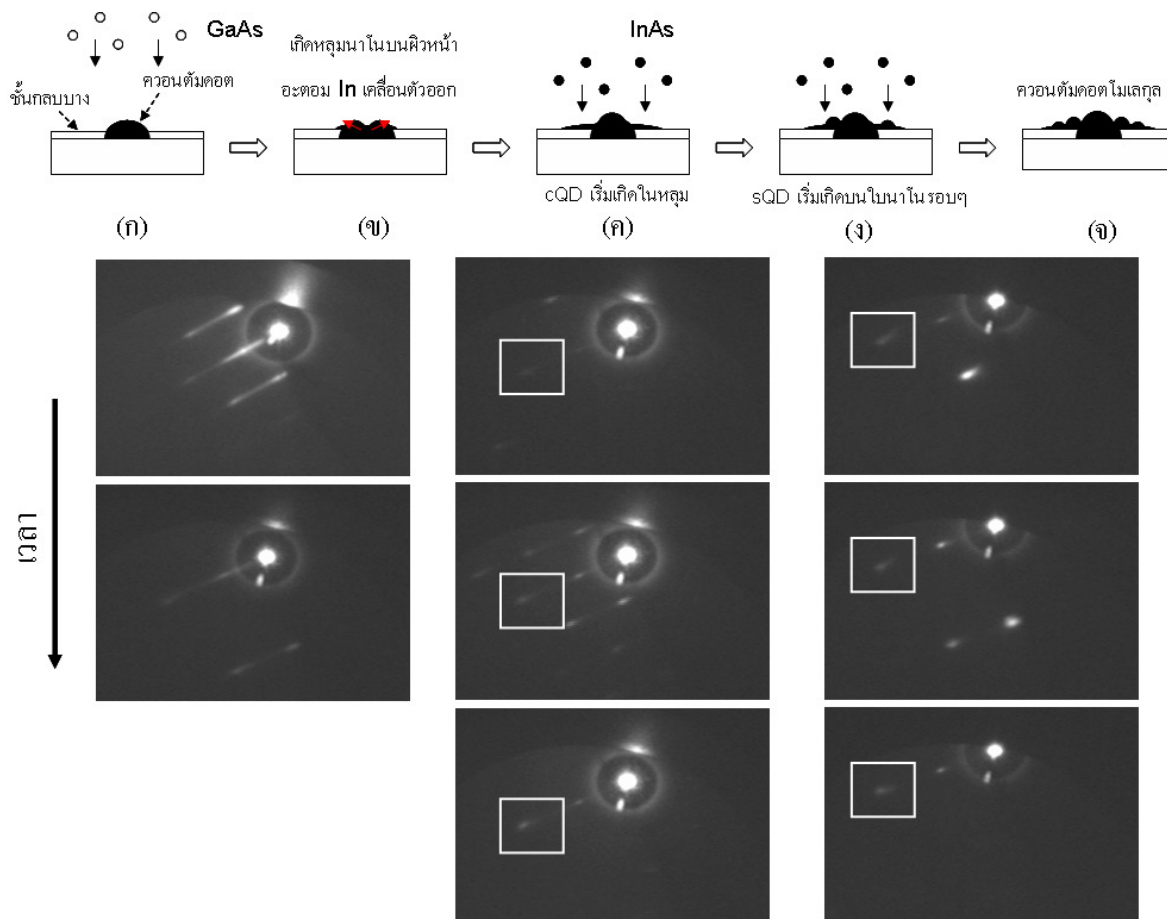 GaAs
InAs
เกิดหลุมนาโนบนผิวหน้า
ควอนตัมดอต
ชั้นกลบบาง
อะตอม In เคลื่อนตัวออก
ควอนตัมดอตโมเลกุล
cQD เริ่มเกิดในหลุม
sQD เริ่มเกิดบนใบนาโนรอบๆ
(ก)
(ข)
(ค)
(ง)
(จ)
เวลา